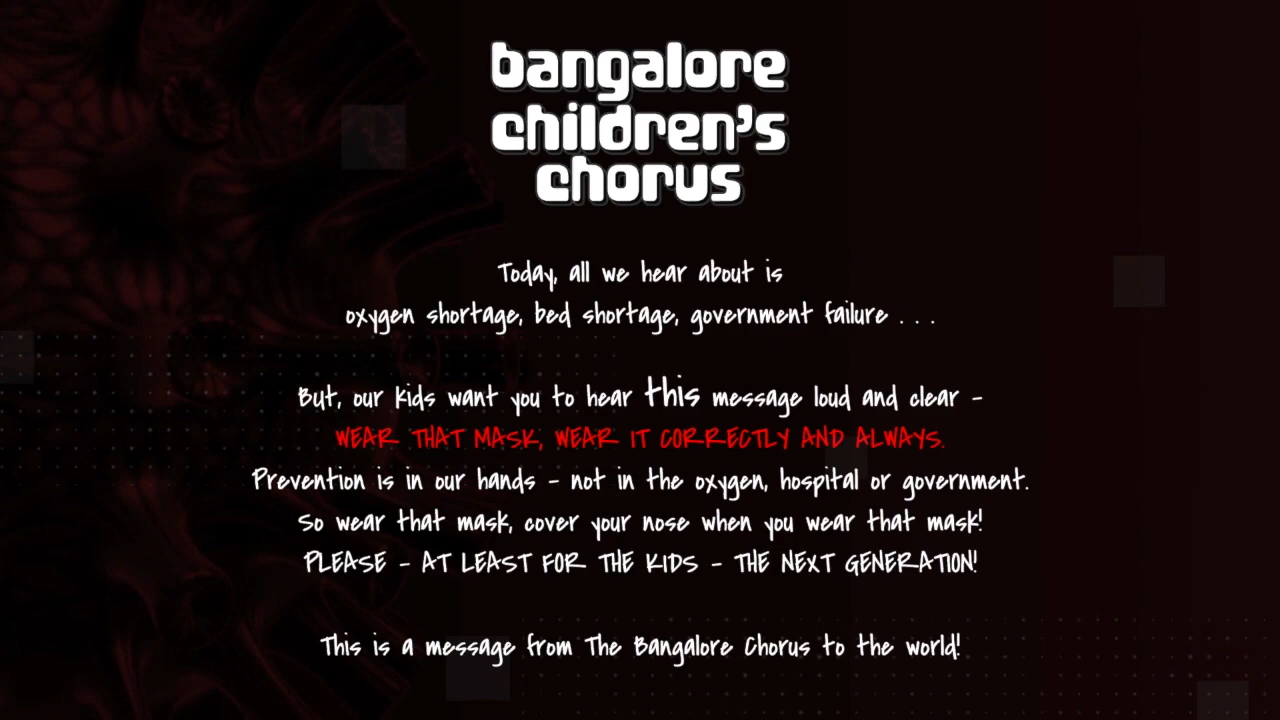 bangalore
children's
chorus
Today, all we hear about is
oxygen shortage, bed shortage, government failure . . .
But, our kids want you to hear this message loud and clear -
WEAR THAT MASK, WEAR IT CORRECTLY AND ALWAYS.
Prevention is in our hands - not in the oxygen, hospital or government.
So wear that mask, cover your nose when you wear that mask!
PLEASE - AT LEAST FOR THE KIDS - THE NEXT GENERATION!
This is a message from The Bangalore Chorus to the world!